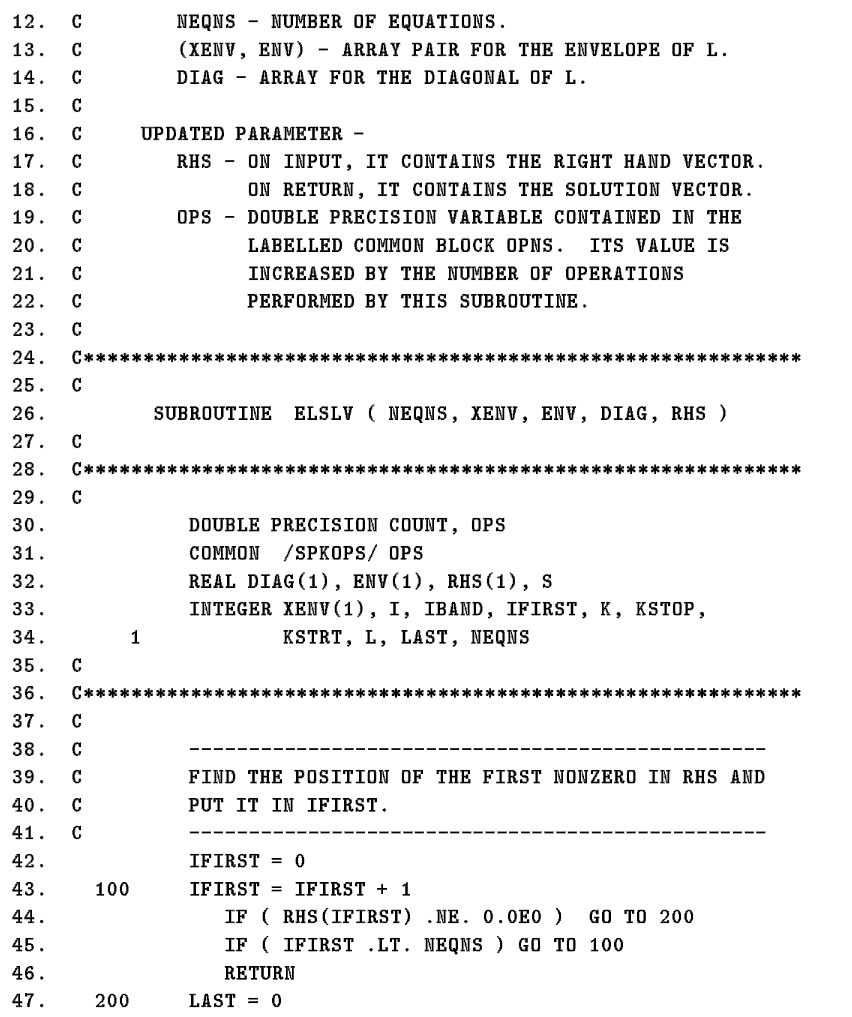 12. C        NEQNS - NUMBER OF EQUATIONS.
13. C        (XENV, ENV) - ARRAY PAIR FOR THE ENVELOPE OF L.
14. C        DIAG - ARRAY FOR THE DIAGONAL OF L.
15. C
16. C     UPDATED PARAMETER -
17. C        RHS - ON INPUT, IT CONTAINS THE RIGHT HAND VECTOR.
18. C              ON RETURN, IT CONTAINS THE SOLUTION VECTOR.
19. C        OPS - DOUBLE PRECISION VARIABLE CONTAINED IN THE
20. C              LABELLED COMMON BLOCK OPNS.  ITS VALUE IS
21. C              INCREASED BY THE NUMBER OF OPERATIONS
22. C              PERFORMED BY THIS SUBROUTINE.
23. C
24. C*************************************************************
25. C
26.        SUBROUTINE  ELSLV ( NEQNS, XENV, ENV, DIAG, RHS )
27. C
28. C*************************************************************
29. C
30.           DOUBLE PRECISION COUNT, OPS
31.           COMMON  /SPKOPS/ OPS
32.           REAL DIAG(1), ENV(1), RHS(1), S
33.           INTEGER XENV(1), I, IBAND, IFIRST, K, KSTOP,
34.      1            KSTRT, L, LAST, NEQNS
35. C
36. C*************************************************************
37. C
38. C         -------------------------------------------------
39. C         FIND THE POSITION OF THE FIRST NONZERO IN RHS AND
40. C         PUT IT IN IFIRST.
41. C         -------------------------------------------------
42.           IFIRST = 0
43.   100     IFIRST = IFIRST + 1
44.              IF ( RHS(IFIRST) .NE. 0.0E0 )  GO TO 200
45.              IF ( IFIRST .LT. NEQNS ) GO TO 100
46.              RETURN
47.   200     LAST = 0